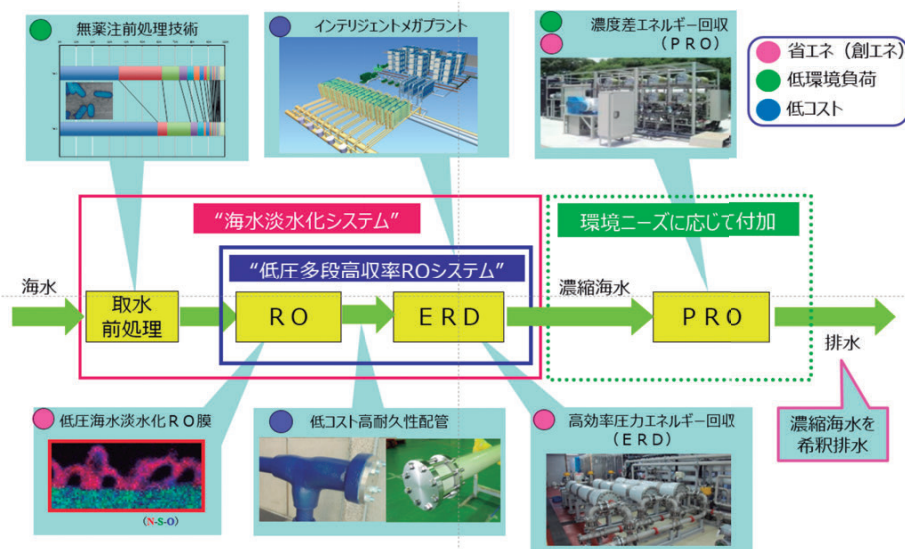 無薬注前処理技術
インテリジェントメガプラント
濃度差エネルギー回収
(PRO)
省エネ（創エネ）
低環境負荷
低コスト
“海水淡水化システム”
環境ニーズに応じて付加
“低圧多段高収率ROシステム”
海水
取水
前処理
RO
ERD
濃縮海水
PRO
排水
低圧海水淡水化RO膜
(N-S-O)
低コスト高耐久性配管
高効率圧力エネルギー回収
(ERD)
濃縮海水を
希釈排水